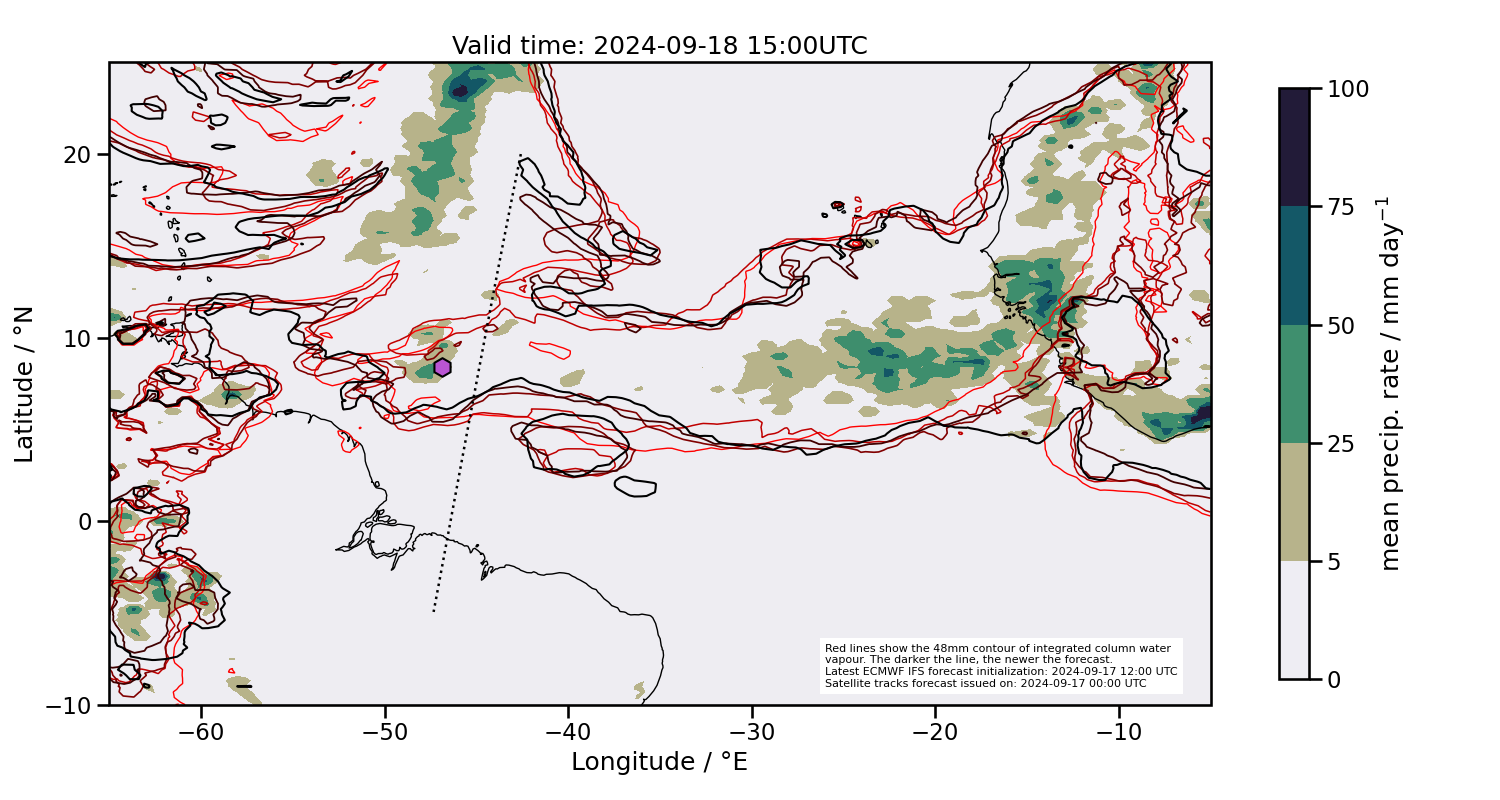 Valid time: 2024-09-18 15:00UTC
Latitude / °N
20
10
0
−10
−60
−50
−40
−30
−20
−10
Longitude / °E
Red lines show the 48mm contour of integrated column water
vapour. The darker the line, the newer the forecast.
Latest ECMWF IFS forecast initialization: 2024-09-17 12:00 UTC
Satellite tracks forecast issued on: 2024-09-17 00:00 UTC
100
75
50
25
5
0
mean precip. rate / mm day⁻¹